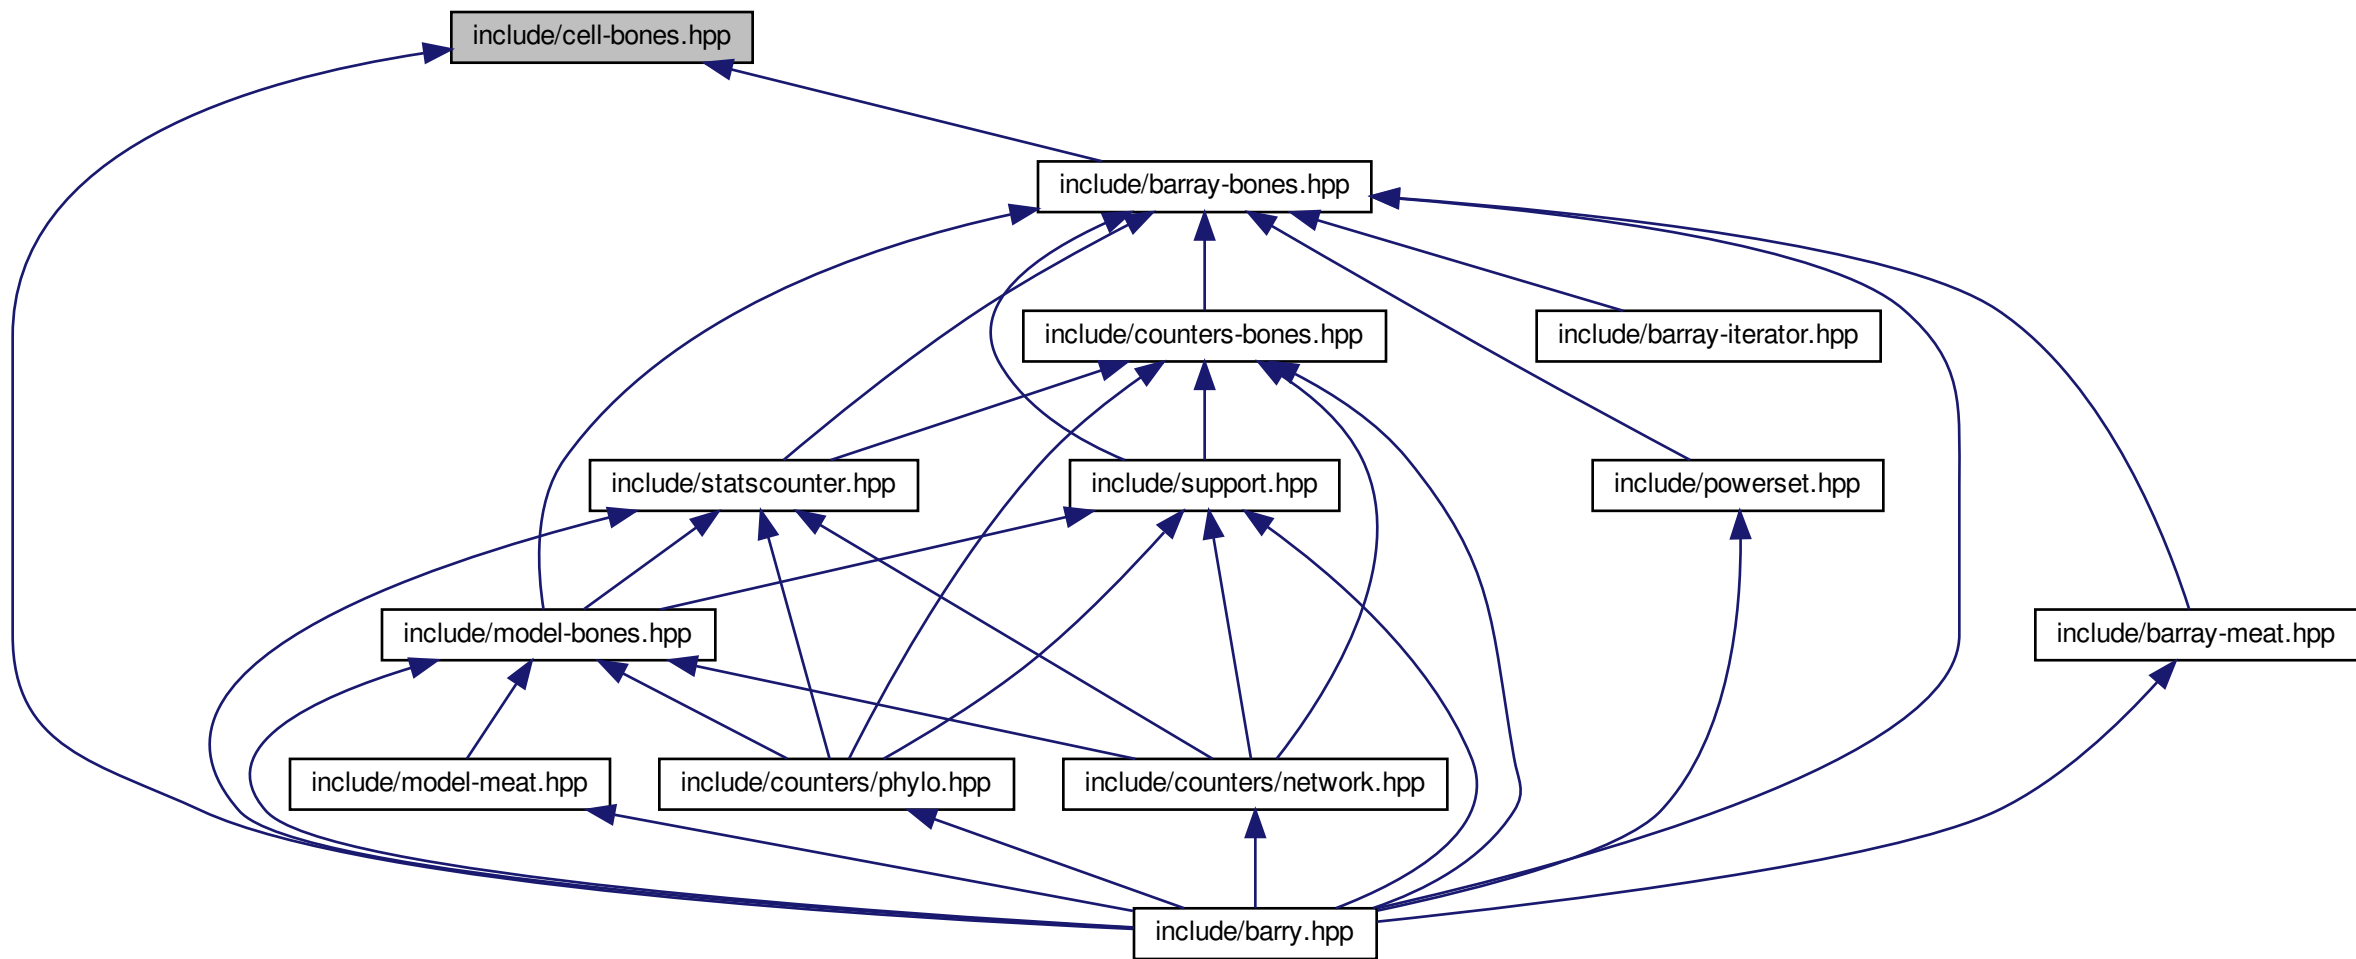 include/cell-bones.hpp
include/barray-bones.hpp
include/counters-bones.hpp
include/barray-iterator.hpp
include/statscounter.hpp
include/support.hpp
include/powerset.hpp
include/model-bones.hpp
include/barray-meat.hpp
include/model-meat.hpp
include/counters/phylo.hpp
include/counters/network.hpp
include/barry.hpp